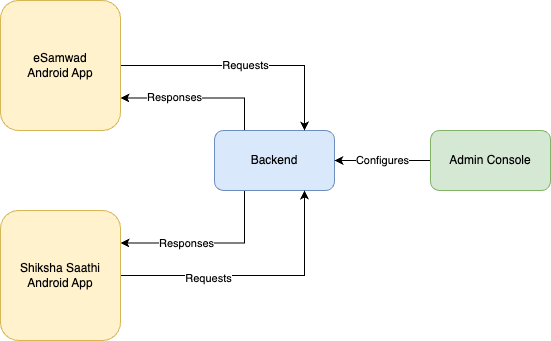 eSamwad
Android App
Requests
Responses
Backend
Configures
Admin Console
Responses
Shiksha Saathi
Android App
Requests